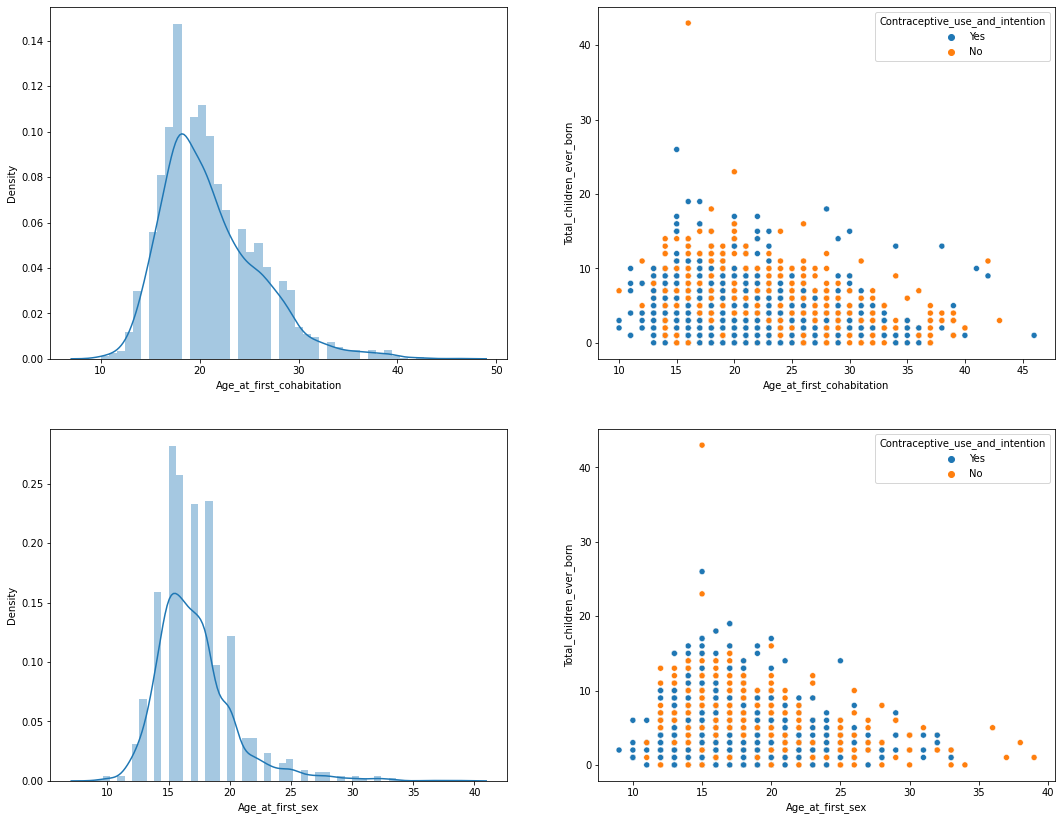 0.14
0.12
0.10
0.08
0.06
0.04
0.02
0.00
Density
10 20 30 40 50
Age_at_first_cohabitation
Contraceptive_use_and_intention
Yes
No
40
30
20
10
0
Total_children_ever_born
10 15 20 25 30 35 40 45
Age_at_first_cohabitation
0.25
0.20
0.15
0.10
0.05
0.00
Density
10 15 20 25 30 35 40
Age_at_first_sex
Contraceptive_use_and_intention
Yes
No
40
30
20
10
0
Total_children_ever_born
10 15 20 25 30 35 40
Age_at_first_sex